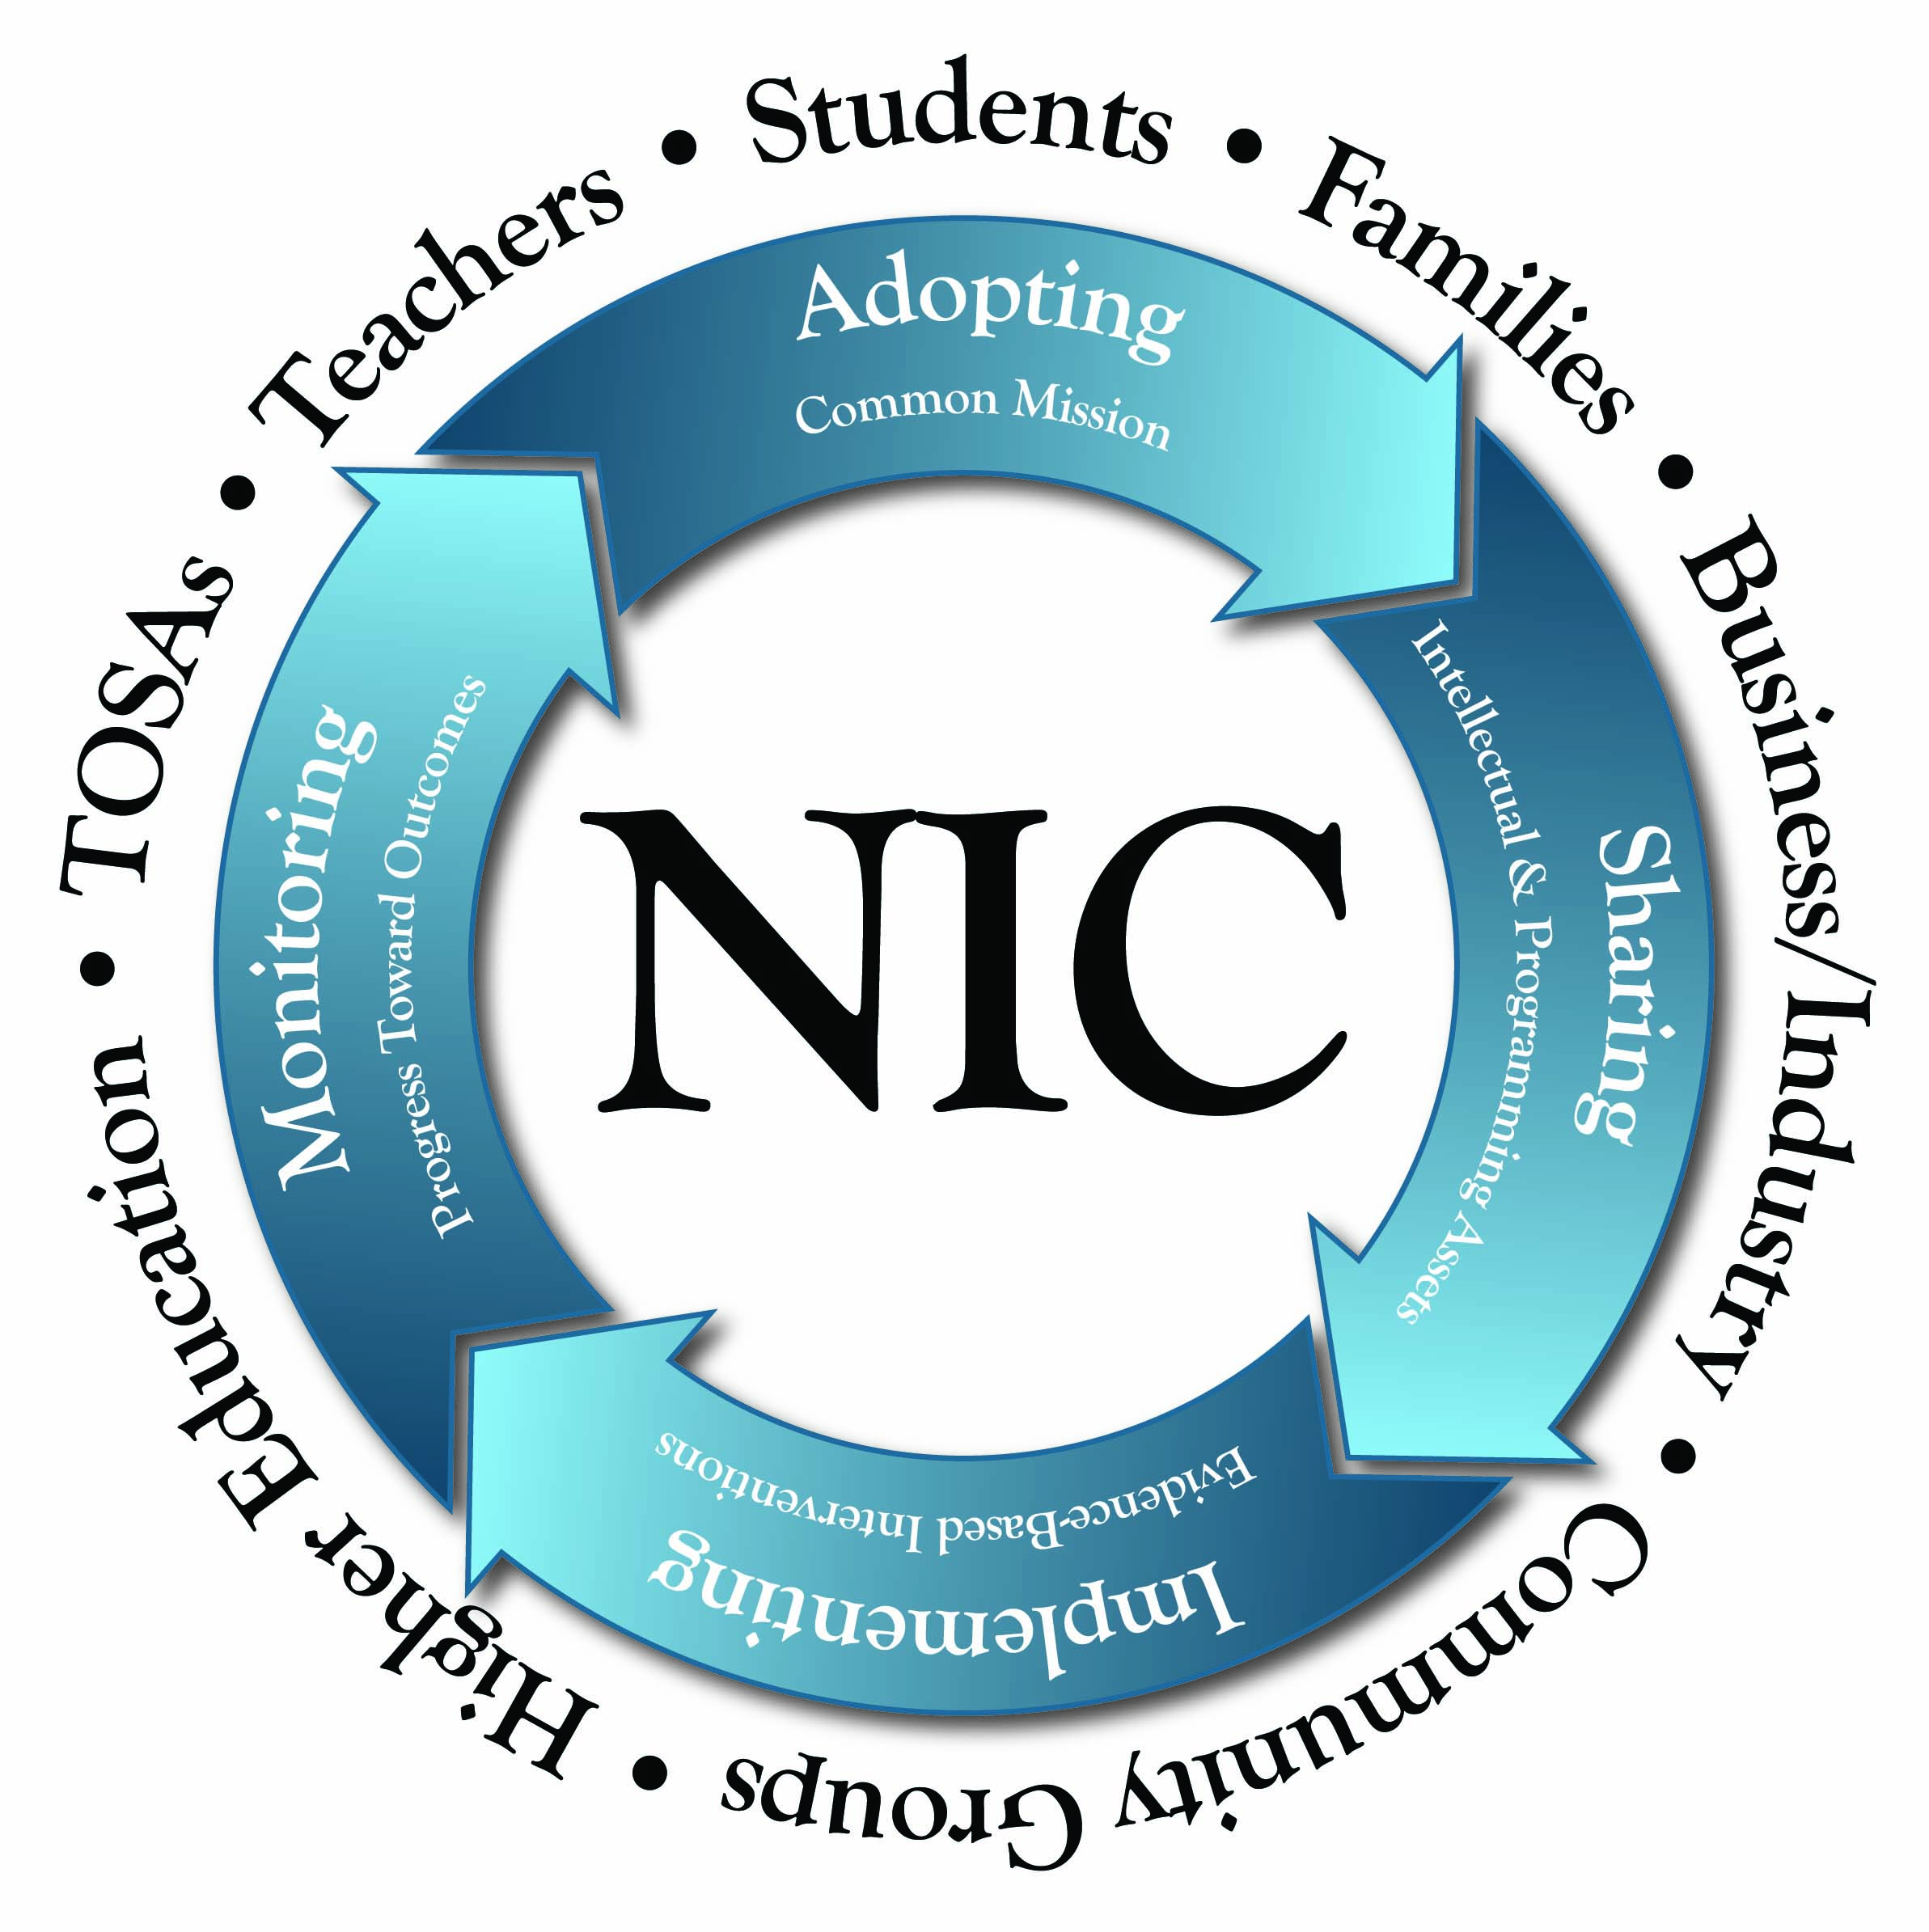 Students • Families • Business/Industry • Community Groups • Higher Education • TOSAs • Teachers •
Adopting
Common Mission
Sharing
Intellectual & Programming Assets
Implementing
Evidence-Based Interventions
Monitoring
Progress Toward Outcomes
NIC